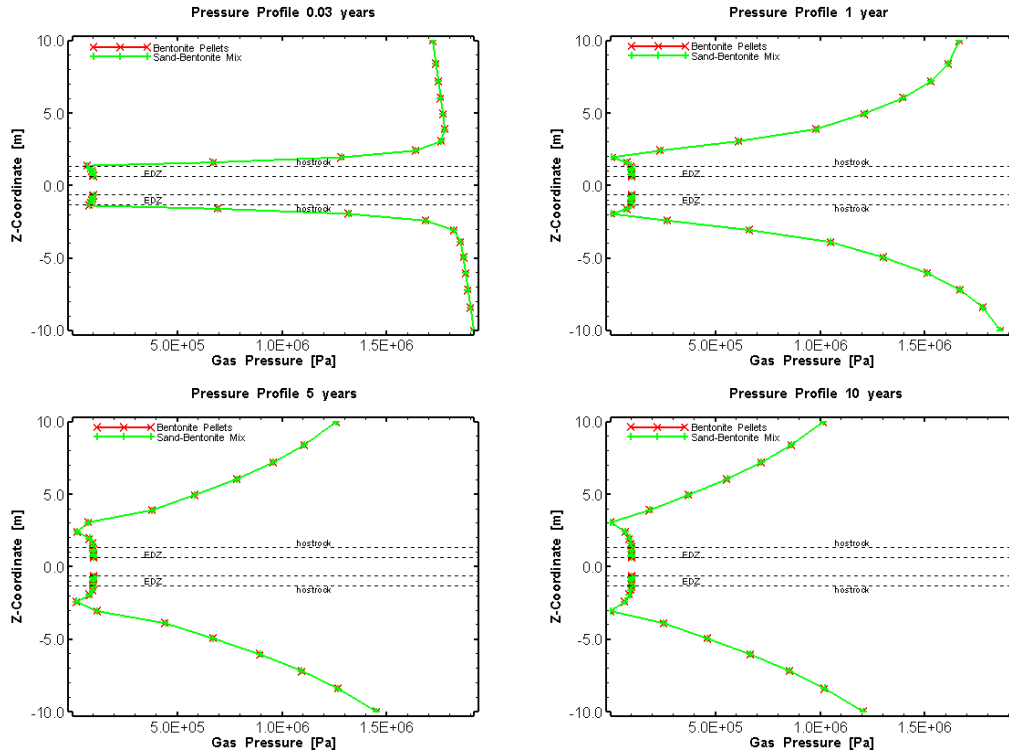 Pressure Profile 0.03 years
10.0
Bentonite Pellets
Sand-Bentonite Mix
5.0
hostrock
EDZ
0.0
EDZ
hostrock
-5.0
-10.0
Z-Coordinate [m]
5.0E+05 1.0E+06 1.5E+06
Gas Pressure [Pa]
Pressure Profile 1 year
10.0
Bentonite Pellets
Sand-Bentonite Mix
5.0
hostrock
EDZ
0.0
EDZ
hostrock
-5.0
-10.0
Z-Coordinate [m]
5.0E+05 1.0E+06 1.5E+06
Gas Pressure [Pa]
Pressure Profile 5 years
10.0
Bentonite Pellets
Sand-Bentonite Mix
5.0
hostrock
EDZ
0.0
EDZ
hostrock
-5.0
-10.0
Z-Coordinate [m]
5.0E+05 1.0E+06 1.5E+06
Gas Pressure [Pa]
Pressure Profile 10 years
10.0
Bentonite Pellets
Sand-Bentonite Mix
5.0
hostrock
EDZ
0.0
EDZ
hostrock
-5.0
-10.0
Z-Coordinate [m]
5.0E+05 1.0E+06 1.5E+06
Gas Pressure [Pa]